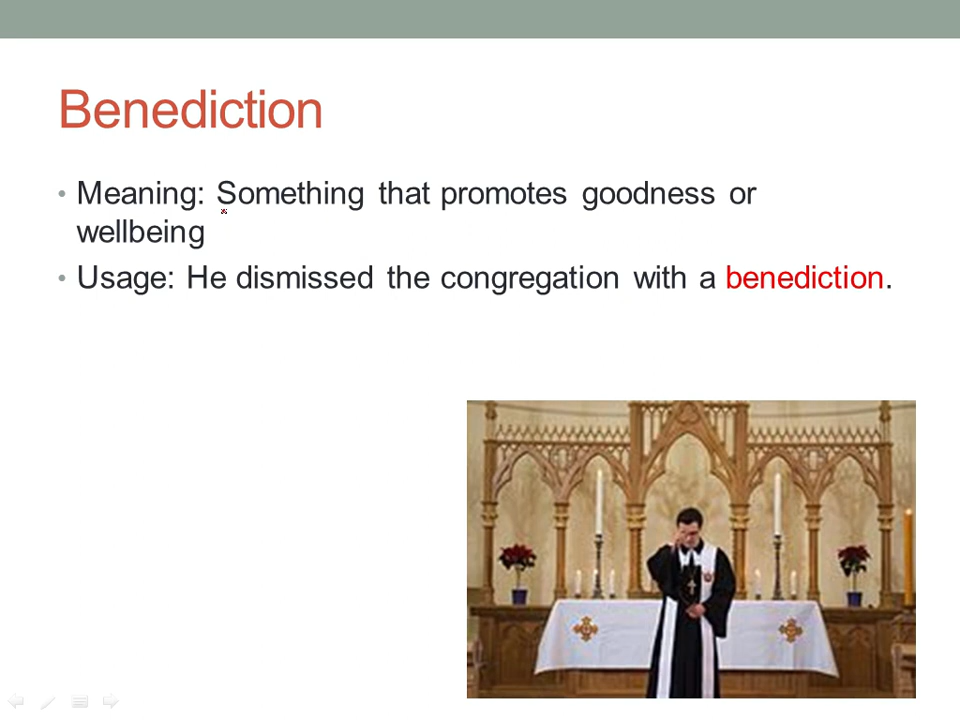 Benediction
• Meaning: Something that promotes goodness or
wellbeing
• Usage: He dismissed the congregation with a benediction.